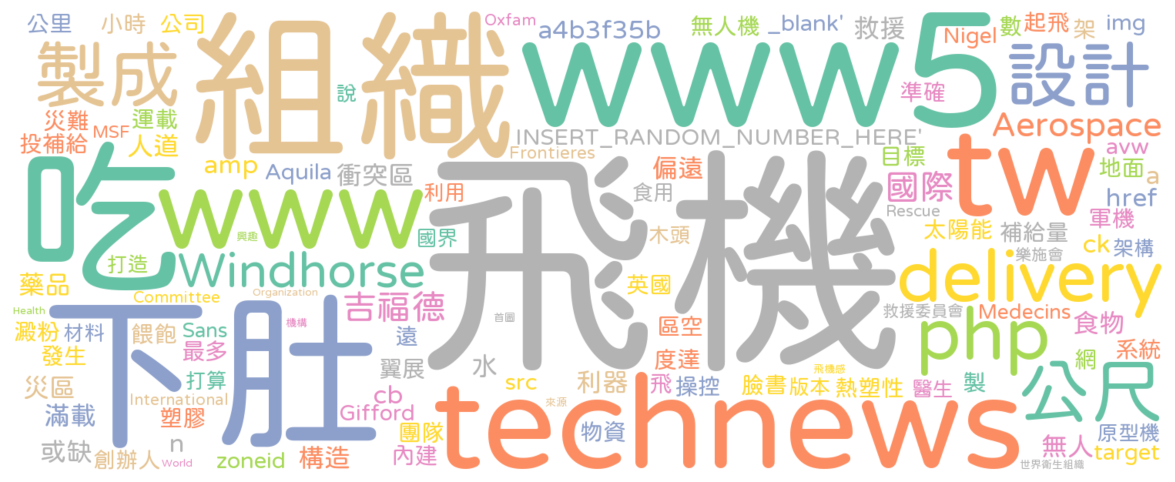 公里 小時 公司 Oxfam a4b3f35b 無人機 _blank' 救援 Nigel 數 起飛 架 img
製成 組織 www 5 設計
說 準確
災難 MSF 運載
投補給 人道 INSERT_RANDOM_NUMBER_HERE' Aerospace
amp Aquila 衝突區 Frontieres 偏遠 目標 avw 地面 a
吃 www 利用 飛機 食用 國際 tw href
興趣 國界 木頭 Rescue 太陽能 補給量 軍機
藥品 打造 Windhorse 英國 delivery ck 架構 樂施會
Committee Organization
Health 下肚 機構 吉福德 首圖 區空 救援委員會 Medecins 食物
澱粉 材料 餵飽 Sans 遠 度達 php 網 系統
發生 最多 翼展 水 飛機感
災區 打算 cb src 利器 飛 操控 臉書 版本 熱塑性 醫生 製 公尺
International 來源
滿載 塑膠 Gifford technews 原型機
或缺 n 團隊 物資 無人 target
創辦人 World zoneid 構造 內建 世界衛生組織